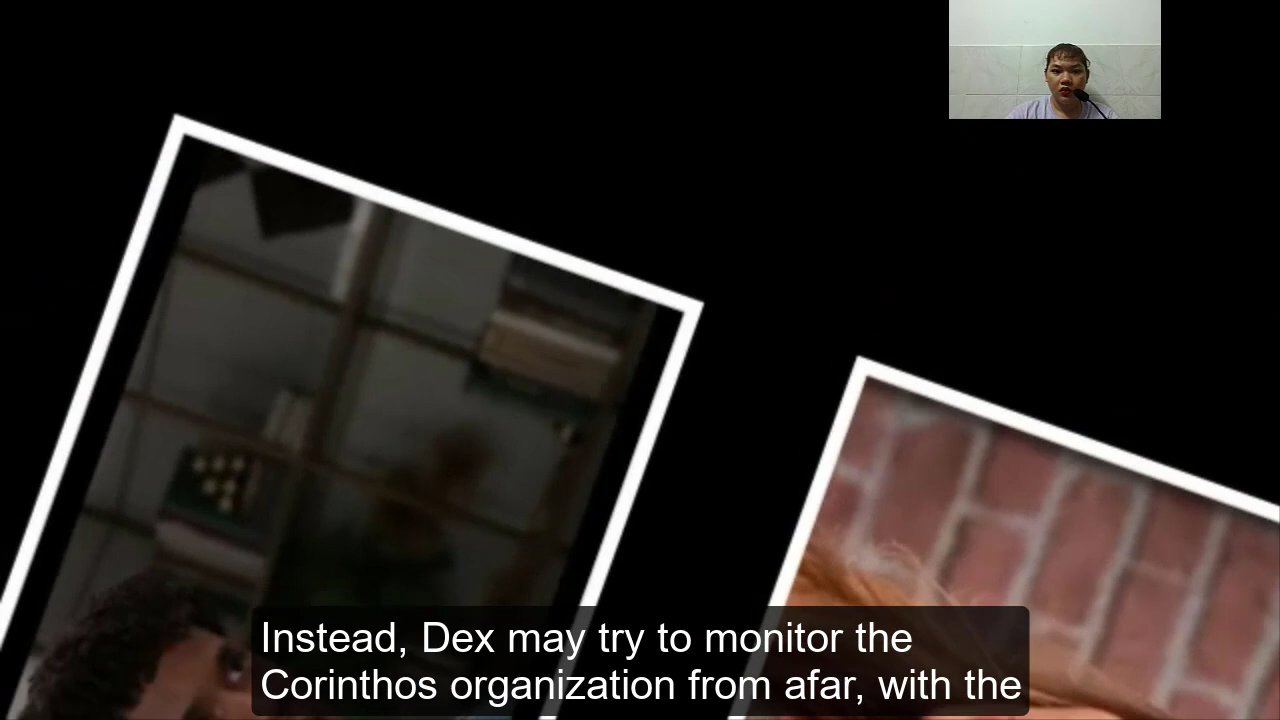 Instead, Dex may try to monitor the
Corinthos organization from afar, with the